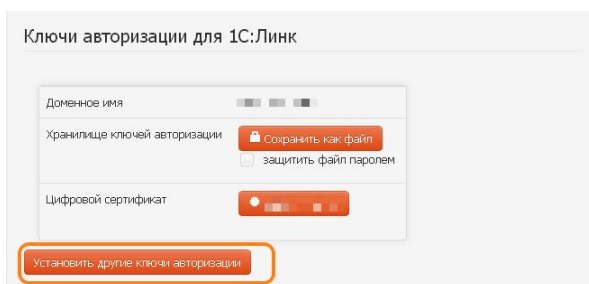 Ключи авторизации для 1С:Линк
Доменное имя
Хранилище ключей авторизации
Сохранить как файл
защитить файл паролем
Цифровой сертификат
Установить другие ключи авторизации